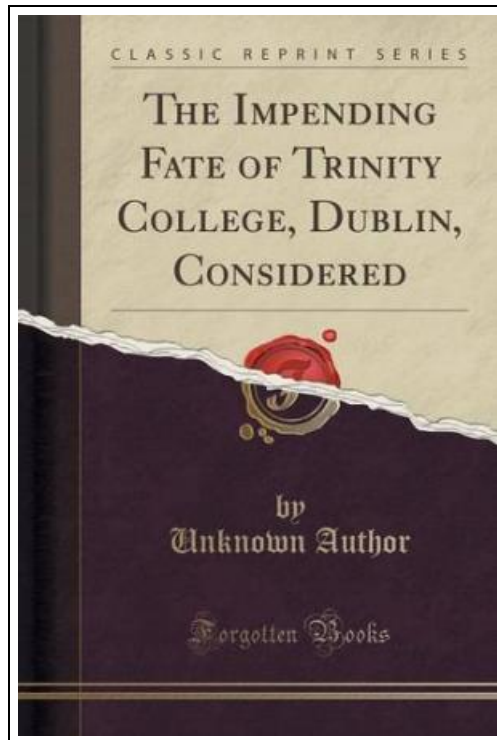 CLASSIC REPRINT SERIES
THE IMPENDING
FATE OF TRINITY
COLLEGE, DUBLIN,
CONSIDERED
by
Unknown Author
Forgotten Books